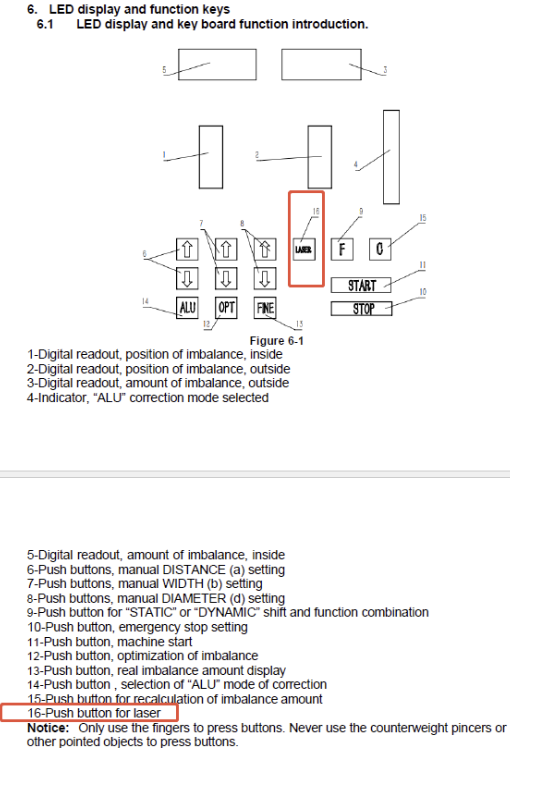 6. LED display and function keys
6.1 LED display and key board function introduction.
5
3
1
2
4
16
9
15
7
8
6
LASER
F
C
11
START
10
14
ALU
OPT
FINE
STOP
12
13
Figure 6-1
1-Digital readout, position of imbalance, inside
2-Digital readout, position of imbalance, outside
3-Digital readout, amount of imbalance, outside
4-Indicator, “ALU” correction mode selected
5-Digital readout, amount of imbalance, inside
6-Push buttons, manual DISTANCE (a) setting
7-Push buttons, manual WIDTH (b) setting
8-Push buttons, manual DIAMETER (d) setting
9-Push button for “STATIC” or “DYNAMIC” shift and function combination
10-Push button, emergency stop setting
11-Push button, machine start
12-Push button, optimization of imbalance
13-Push button, real imbalance amount display
14-Push button , selection of “ALU” mode of correction
15-Push button for recalculation of imbalance amount
16-Push button for laser
Notice: Only use the fingers to press buttons. Never use the counterweight pincers or
other pointed objects to press buttons.